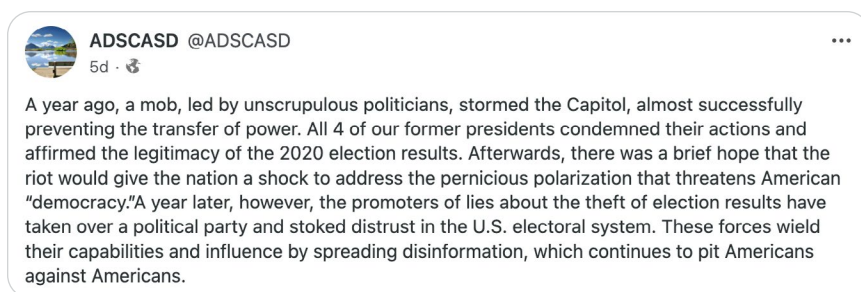 ADSCASD @ADSCASD
5d ·
A year ago, a mob, led by unscrupulous politicians, stormed the Capitol, almost successfully
preventing the transfer of power. All 4 of our former presidents condemned their actions and
affirmed the legitimacy of the 2020 election results. Afterwards, there was a brief hope that the
riot would give the nation a shock to address the pernicious polarization that threatens American
“democracy.”A year later, however, the promoters of lies about the theft of election results have
taken over a political party and stoked distrust in the U.S. electoral system. These forces wield
their capabilities and influence by spreading disinformation, which continues to pit Americans
against Americans.